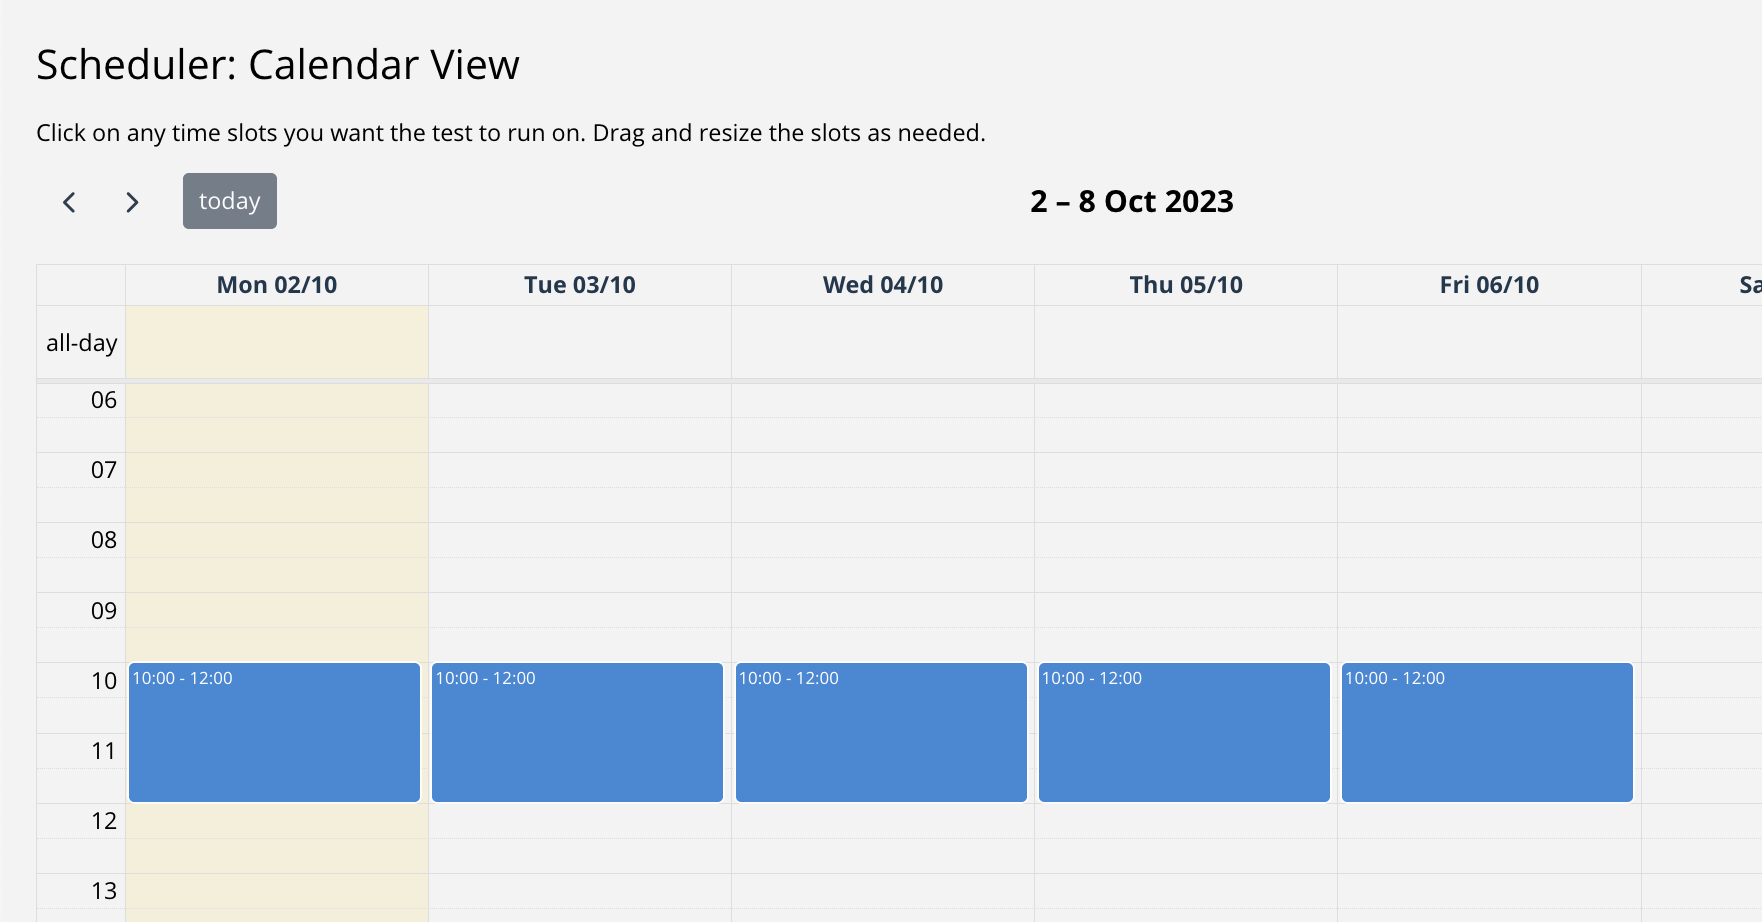 Scheduler: Calendar View
Click on any time slots you want the test to run on. Drag and resize the slots as needed.
today
2 – 8 Oct 2023
Mon 02/10 Tue 03/10 Wed 04/10 Thu 05/10 Fri 06/10
all-day
06
07
08
09
10 10:00 - 12:00 10:00 - 12:00 10:00 - 12:00 10:00 - 12:00 10:00 - 12:00
11
12
13